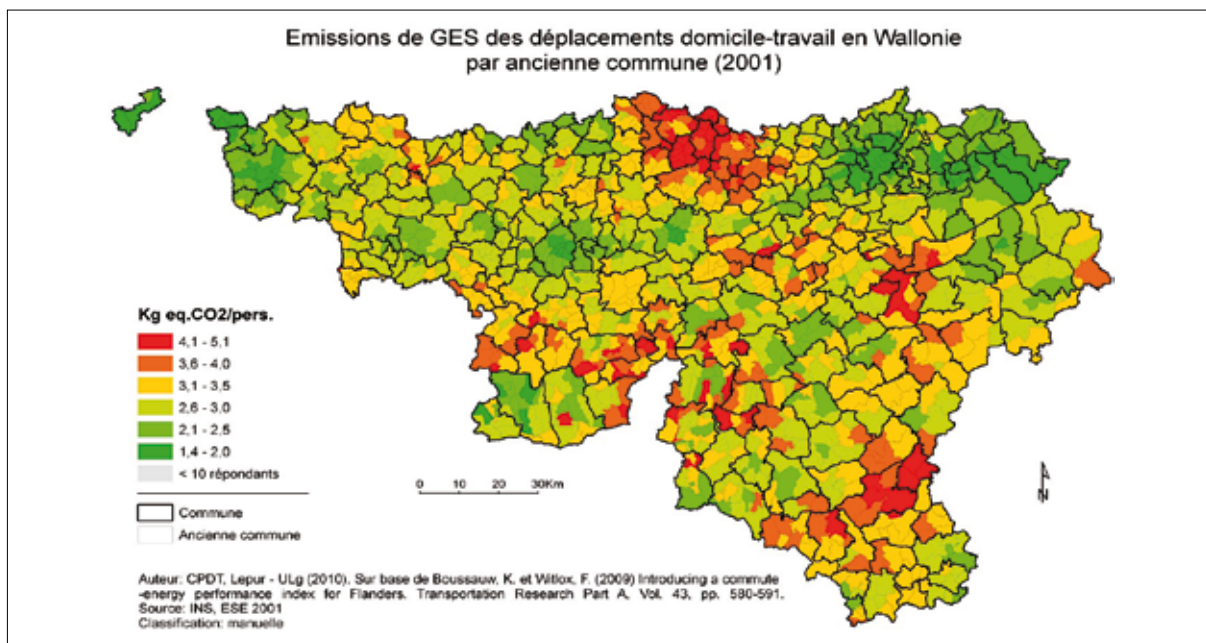 Emissions de GES des déplacements domicile-travail en Wallonie
par ancienne commune (2001)
Kg eq.CO2/pers.
4,1 - 5,1
3,6 - 4,0
3,1 - 3,5
2,6 - 3,0
2,1 - 2,5
1,4 - 2,0
< 10 répondants
Commune
Ancienne commune
0 10 20 30Km
N
Auteur: CPDT, Lepur - ULg (2010). Sur base de Boussauw, K. et Witlox, F. (2009) Introducing a commute
-energy performance index for Flanders. Transportation Research Part A. Vol. 43, pp. 580-591.
Source: INS, ESE 2001
Classification: manuelle